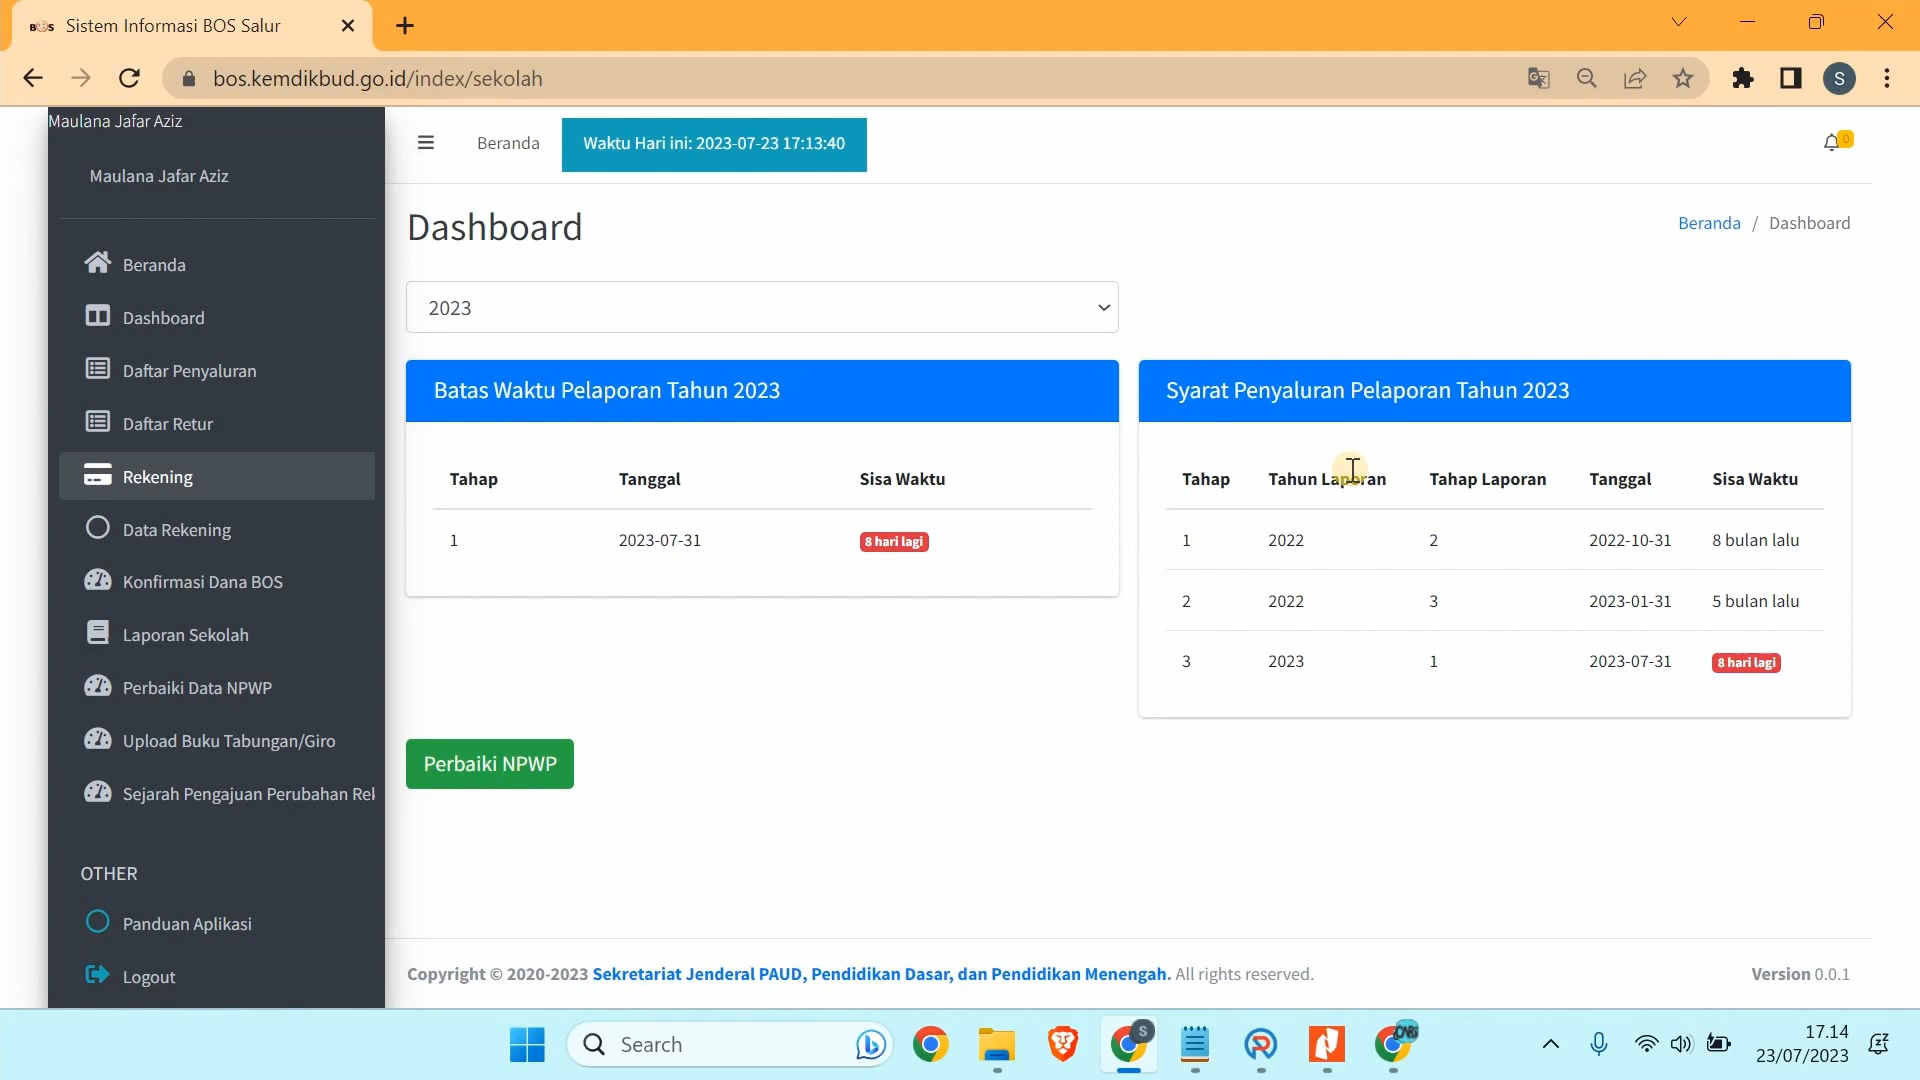 Sistem Informasi BOS Salur
bos.kemdikbud.go.id/index/sekolah
S
Maulana Jafar Aziz
Maulana Jafar Aziz
Beranda
Dashboard
Daftar Penyaluran
Daftar Retur
Rekening
Data Rekening
Konfirmasi Dana BOS
Laporan Sekolah
Perbaiki Data NPWP
Upload Buku Tabungan/Giro
Sejarah Pengajuan Perubahan Rek
OTHER
Panduan Aplikasi
Logout
Beranda
Waktu Hari ini: 2023-07-23 17:13:40
0
Dashboard
Beranda / Dashboard
2023
Batas Waktu Pelaporan Tahun 2023
Tahap Tanggal Sisa Waktu
1 2023-07-31 8 hari lagi
Syarat Penyaluran Pelaporan Tahun 2023
Tahap Tahun Laporan Tahap Laporan Tanggal Sisa Waktu
1 2022 2 2022-10-31 8 bulan lalu
2 2022 3 2023-01-31 5 bulan lalu
3 2023 1 2023-07-31 8 hari lagi
Perbaiki NPWP
Copyright © 2020-2023 Sekretariat Jenderal PAUD, Pendidikan Dasar, dan Pendidikan Menengah. All rights reserved.
Version 0.0.1
Search
S
17.14
23/07/2023